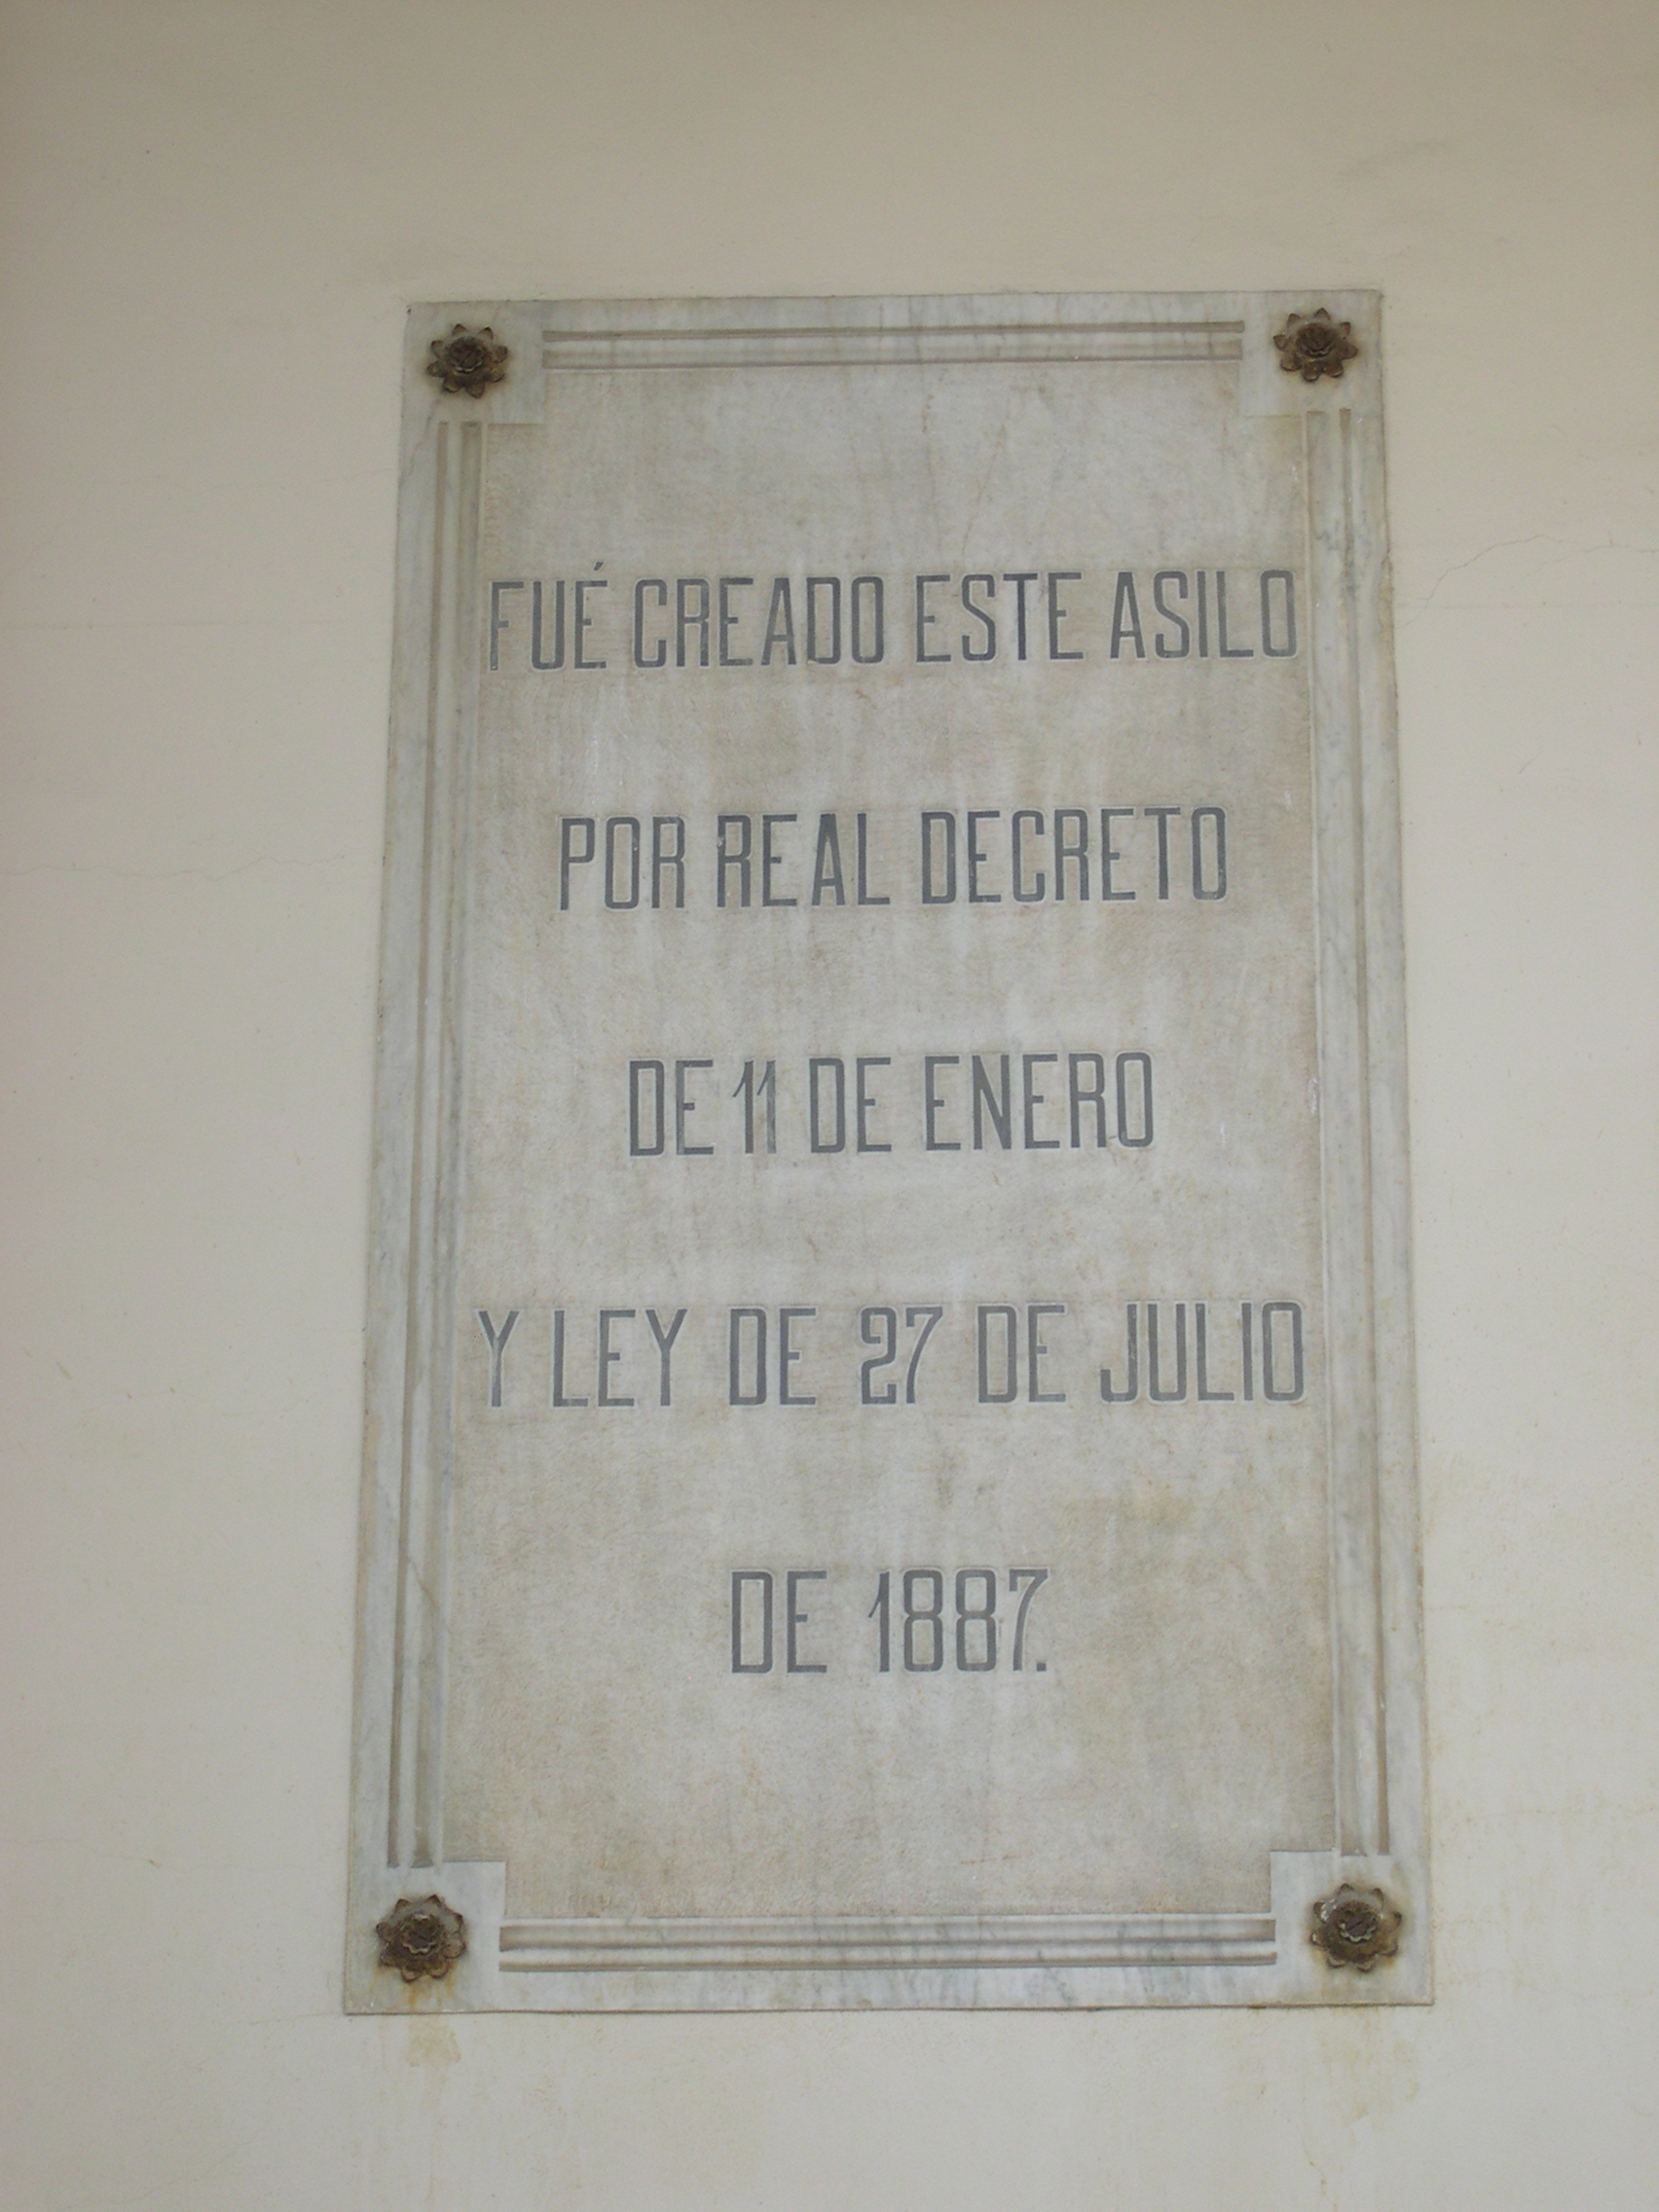 FUÉ CREADO ESTE ASILO
POR REAL DECRETO
DE 11 DE ENERO
Y LEY DE 27 DE JULIO
DE 1887.